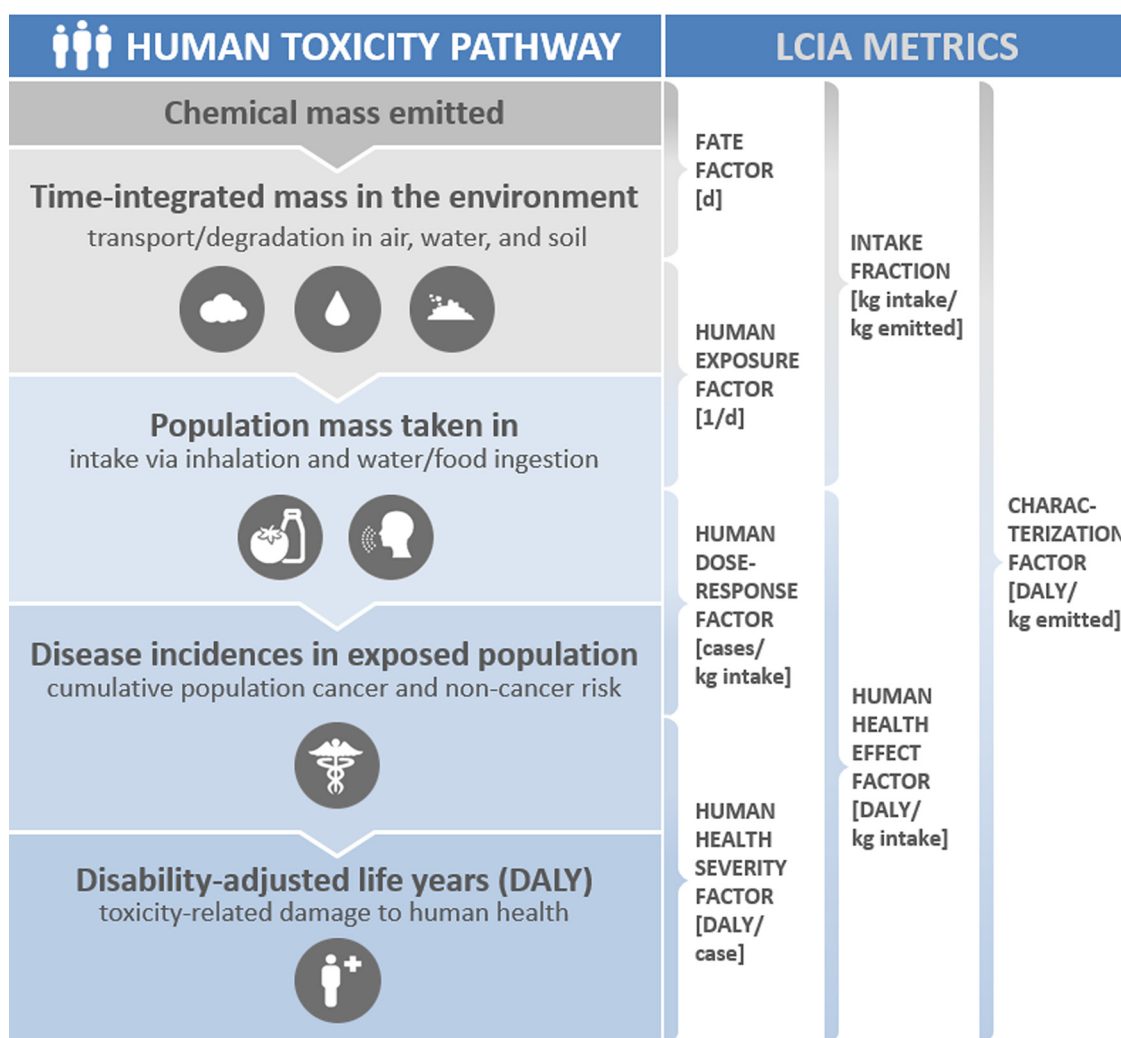 HUMAN TOXICITY PATHWAY
LCIA METRICS
Chemical mass emitted
Time-integrated mass in the environment
transport/degradation in air, water, and soil
Population mass taken in
intake via inhalation and water/food ingestion
Disease incidences in exposed population
cumulative population cancer and non-cancer risk
Disability-adjusted life years (DALY)
toxicity-related damage to human health
FATE
FACTOR
[d]
HUMAN
EXPOSURE
FACTOR
[1/d]
HUMAN
DOSE-
RESPONSE
FACTOR
[cases/
kg intake]
HUMAN
HEALTH
SEVERITY
FACTOR
[DALY/
case]
INTAKE
FRACTION
[kg intake/
kg emitted]
HUMAN
HEALTH
EFFECT
FACTOR
[DALY/
kg intake]
CHARAC-
TERIZATION
FACTOR
[DALY/
kg emitted]